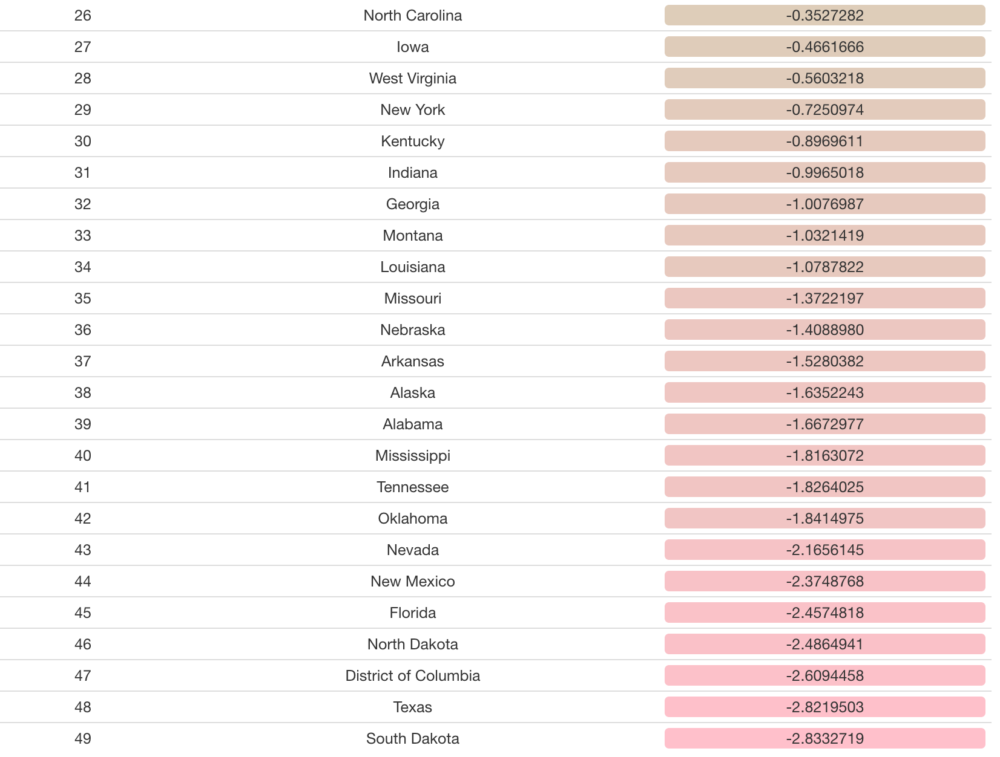 26 North Carolina -0.3527282
27 Iowa -0.4661666
28 West Virginia -0.5603218
29 New York -0.7250974
30 Kentucky -0.8969611
31 Indiana -0.9965018
32 Georgia -1.0076987
33 Montana -1.0321419
34 Louisiana -1.0787822
35 Missouri -1.3722197
36 Nebraska -1.4088980
37 Arkansas -1.5280382
38 Alaska -1.6352243
39 Alabama -1.6672977
40 Mississippi -1.8163072
41 Tennessee -1.8264025
42 Oklahoma -1.8414975
43 Nevada -2.1656145
44 New Mexico -2.3748768
45 Florida -2.4574818
46 North Dakota -2.4864941
47 District of Columbia -2.6094458
48 Texas -2.8219503
49 South Dakota -2.8332719